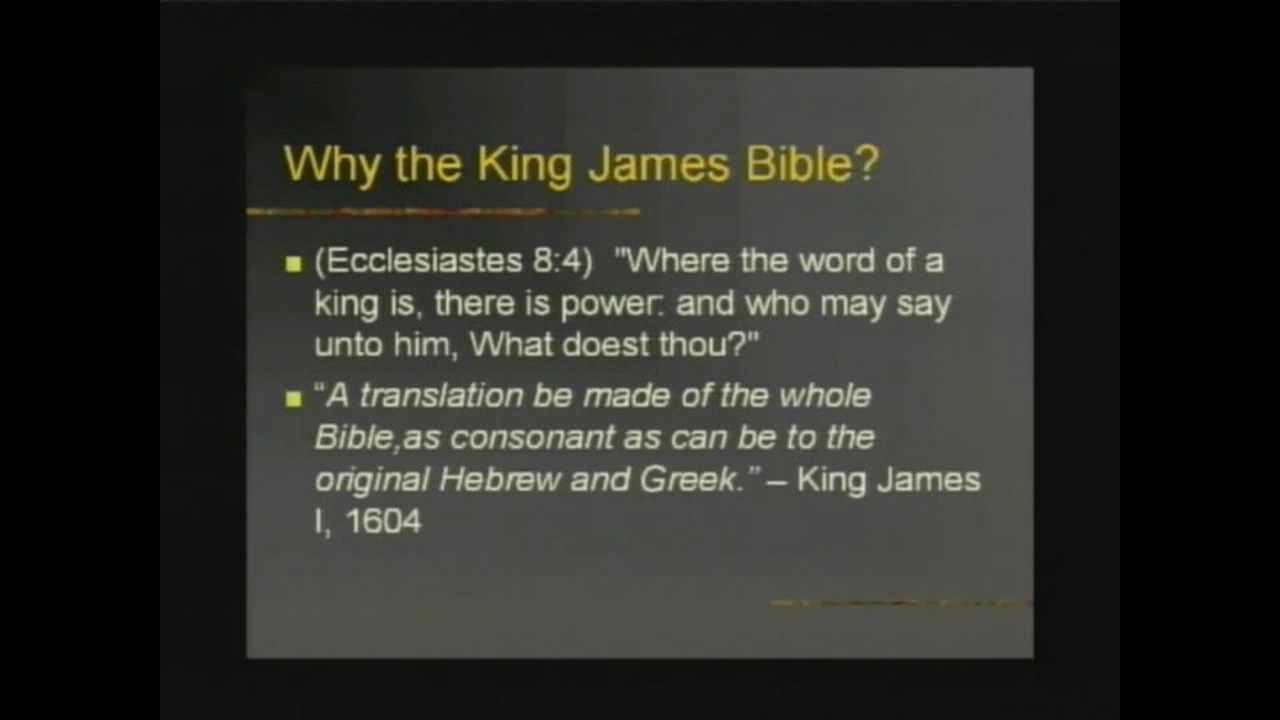 Why the King James Bible?
(Ecclesiastes 8:4) "Where the word of a
king is, there is power: and who may say
unto him, What doest thou?"
“A translation be made of the whole
Bible,as consonant as can be to the
original Hebrew and Greek.” – King James
I, 1604